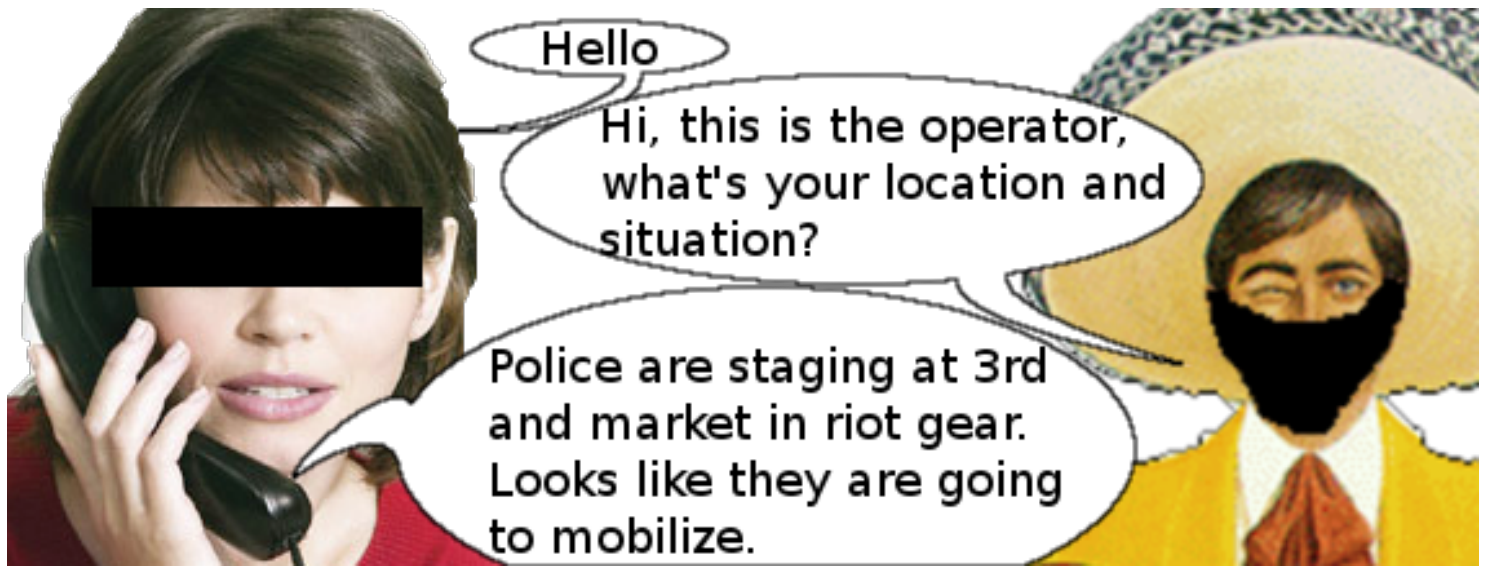 Hello
Hi, this is the operator,
what's your location and
situation?
Police are staging at 3rd
and market in riot gear.
Looks like they are going
to mobilize.